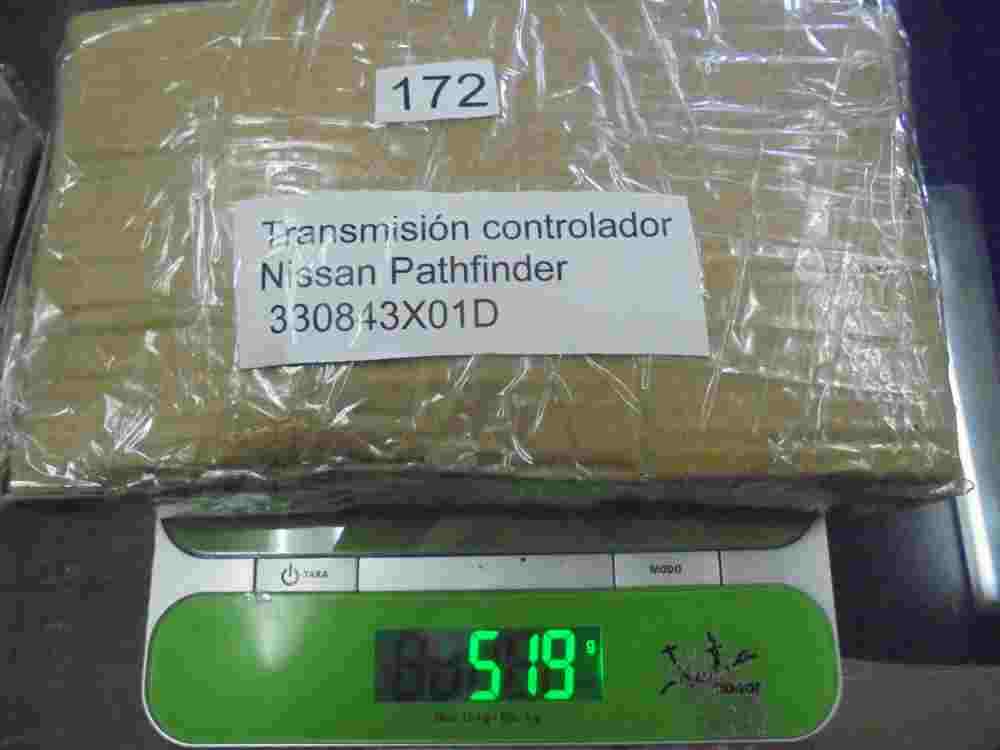 172
Transmisión controlador
Nissan Pathfinder
330843X01D
TARA
MODO
519 g